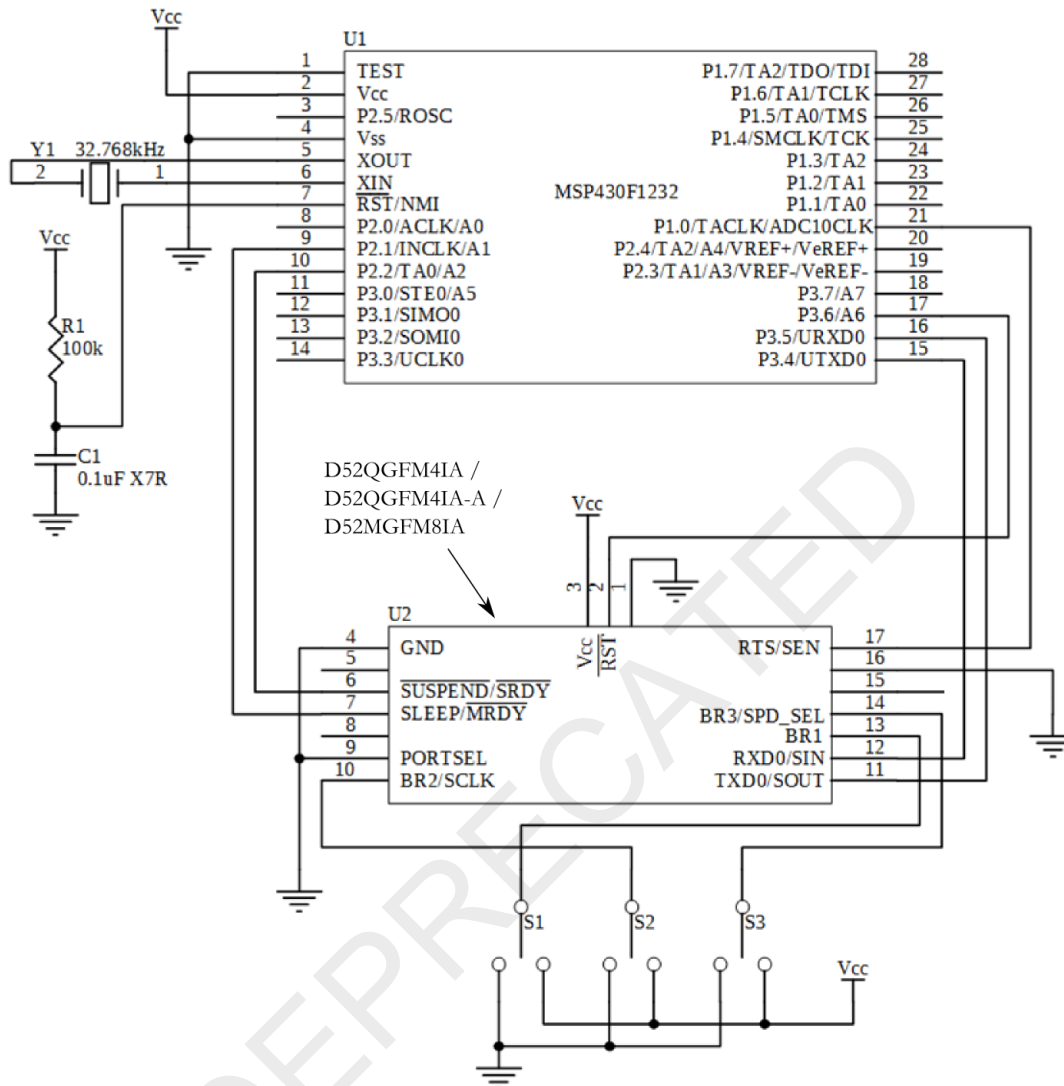 Vcc
U1
1 TEST
2 Vcc
3 P2.5/ROSC
4 Vss
5 XOUT
6 XIN
7 RST/NMI
8 P2.0/ACLK/A0
9 P2.1/INCLK/A1
10 P2.2/TA0/A2
11 P3.0/STE0/A5
12 P3.1/SIMO0
13 P3.2/SOMI0
14 P3.3/UCLK0
MSP430F1232
P1.7/TA2/TDO/TDI 28
P1.6/TA1/TCLK 27
P1.5/TA0/TMS 26
P1.4/SMCLK/TCK 25
P1.3/TA2 24
P1.2/TA1 23
P1.1/TA0 22
P1.0/TACLK/ADC10CLK 21
P2.4/TA2/A4/VREF+/VeREF+ 20
P2.3/TA1/A3/VREF-/VeREF- 19
P3.7/A7 18
P3.6/A6 17
P3.5/URXD0 16
P3.4/UTXD0 15
Y1 32.768kHz
2 1
Vcc
R1
100k
C1
0.1uF X7R
D52QGFM4IA /
D52QGFM4IA-A /
D52MGFM8IA
Vcc
3 2 1
U2
Vcc RST
4 GND
5
6 SUSPEND/SRDY
7 SLEEP/MRDY
8
9 PORTSEL
10 BR2/SCLK
RTS/SEN 17
16
15
BR3/SPD_SEL 14
BR1 13
RXD0/SIN 12
TXD0/SOUT 11
S1 S2 S3
Vcc
DEPRECATED